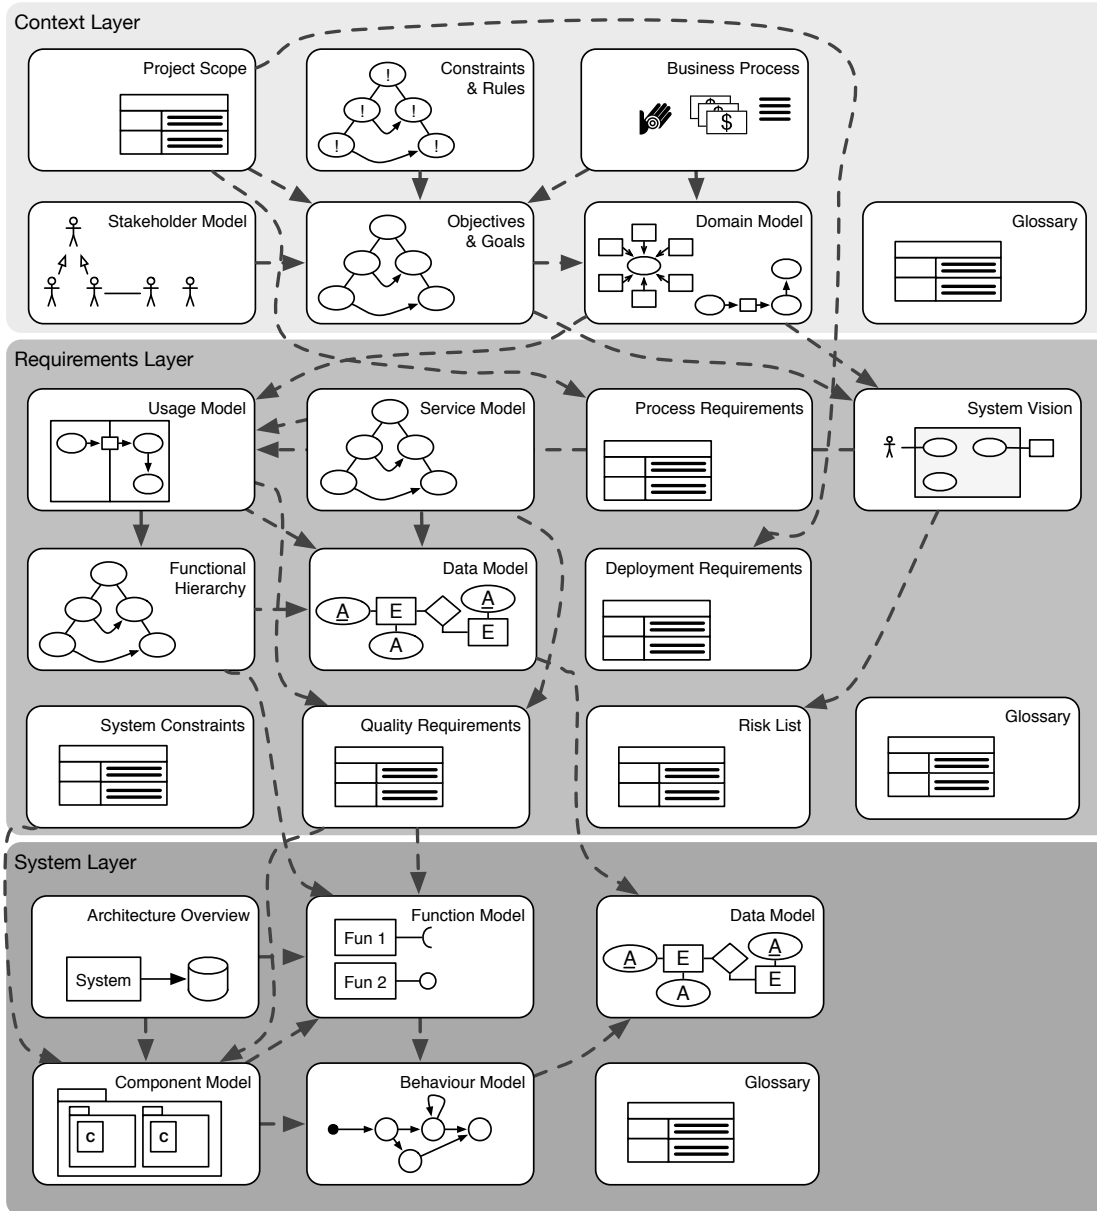 Context Layer
Project Scope
Constraints
& Rules
!
! !
! !
Business Process
$
Stakeholder Model
Objectives
& Goals
Domain Model
Glossary
Requirements Layer
Usage Model
Service Model
Process Requirements
System Vision
Functional
Hierarchy
Data Model
A E A
A E
Deployment Requirements
System Constraints
Quality Requirements
Risk List
Glossary
System Layer
Architecture Overview
System
Function Model
Fun 1
Fun 2
Data Model
A E A
A E
Component Model
C C
Behaviour Model
Glossary